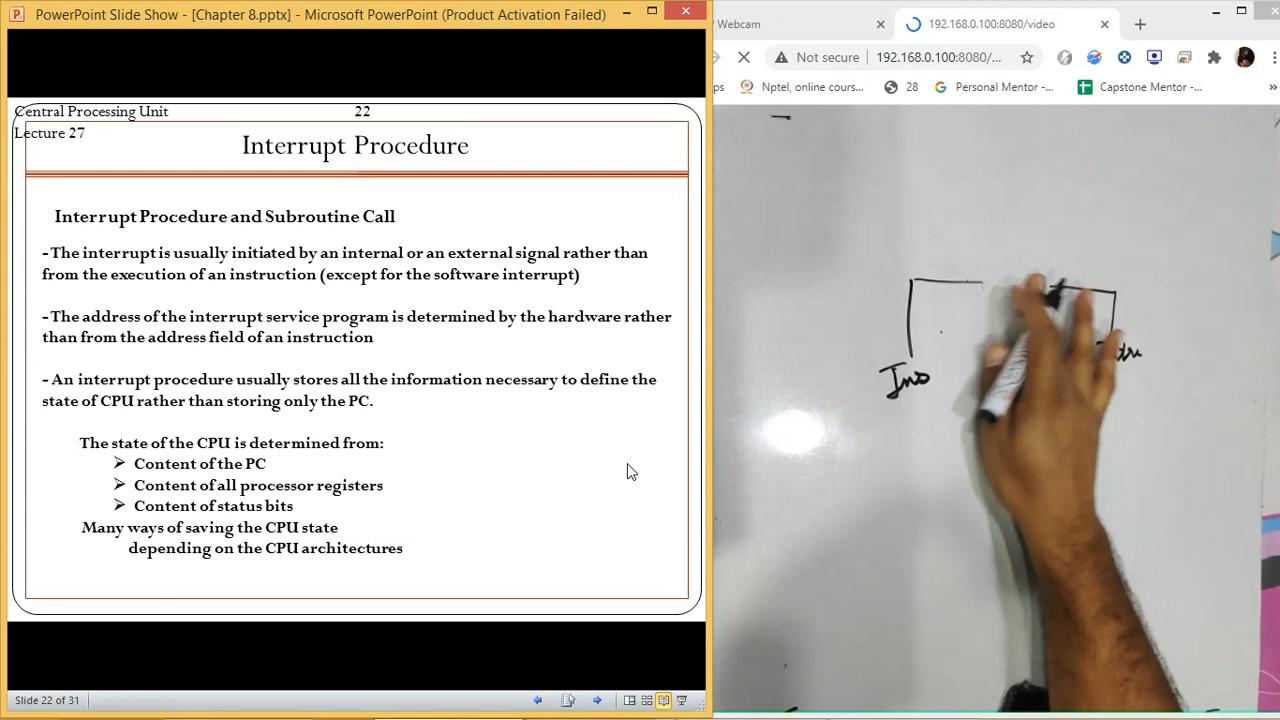 PowerPoint Slide Show - [Chapter 8.pptx] - Microsoft PowerPoint (Product Activation Failed)
Central Processing Unit 22
Lecture 27
Interrupt Procedure
Interrupt Procedure and Subroutine Call
- The interrupt is usually initiated by an internal or an external signal rather than
from the execution of an instruction (except for the software interrupt)
- The address of the interrupt service program is determined by the hardware rather
than from the address field of an instruction
- An interrupt procedure usually stores all the information necessary to define the
state of CPU rather than storing only the PC.
The state of the CPU is determined from:
➢ Content of the PC
➢ Content of all processor registers
➢ Content of status bits
Many ways of saving the CPU state
depending on the CPU architectures
Slide 22 of 31
Webcam
192.168.0.100:8080/video
Not secure
192.168.0.100:8080/...
ps
Nptel, online cours...
28
Personal Mentor -...
Capstone Mentor -...
»
Ins